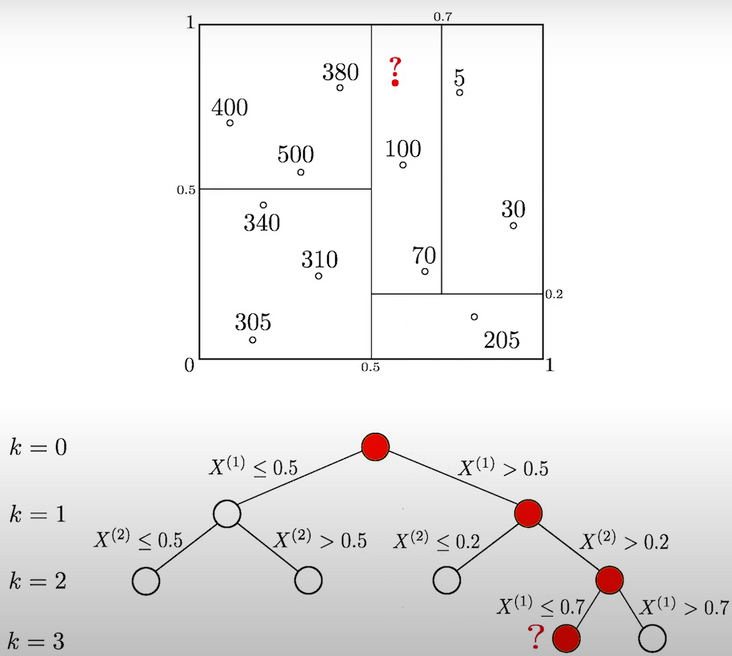 1 0.7
? 5
380
400
100
500
0.5
30
340
70
310
0.2
305
205
0 0.5 1
k = 0
X^{(1)} ≤ 0.5 X^{(1)} > 0.5
k = 1
X^{(2)} ≤ 0.5 X^{(2)} > 0.5 X^{(2)} ≤ 0.2 X^{(2)} > 0.2
k = 2
X^{(1)} ≤ 0.7 X^{(1)} > 0.7
k = 3 ?